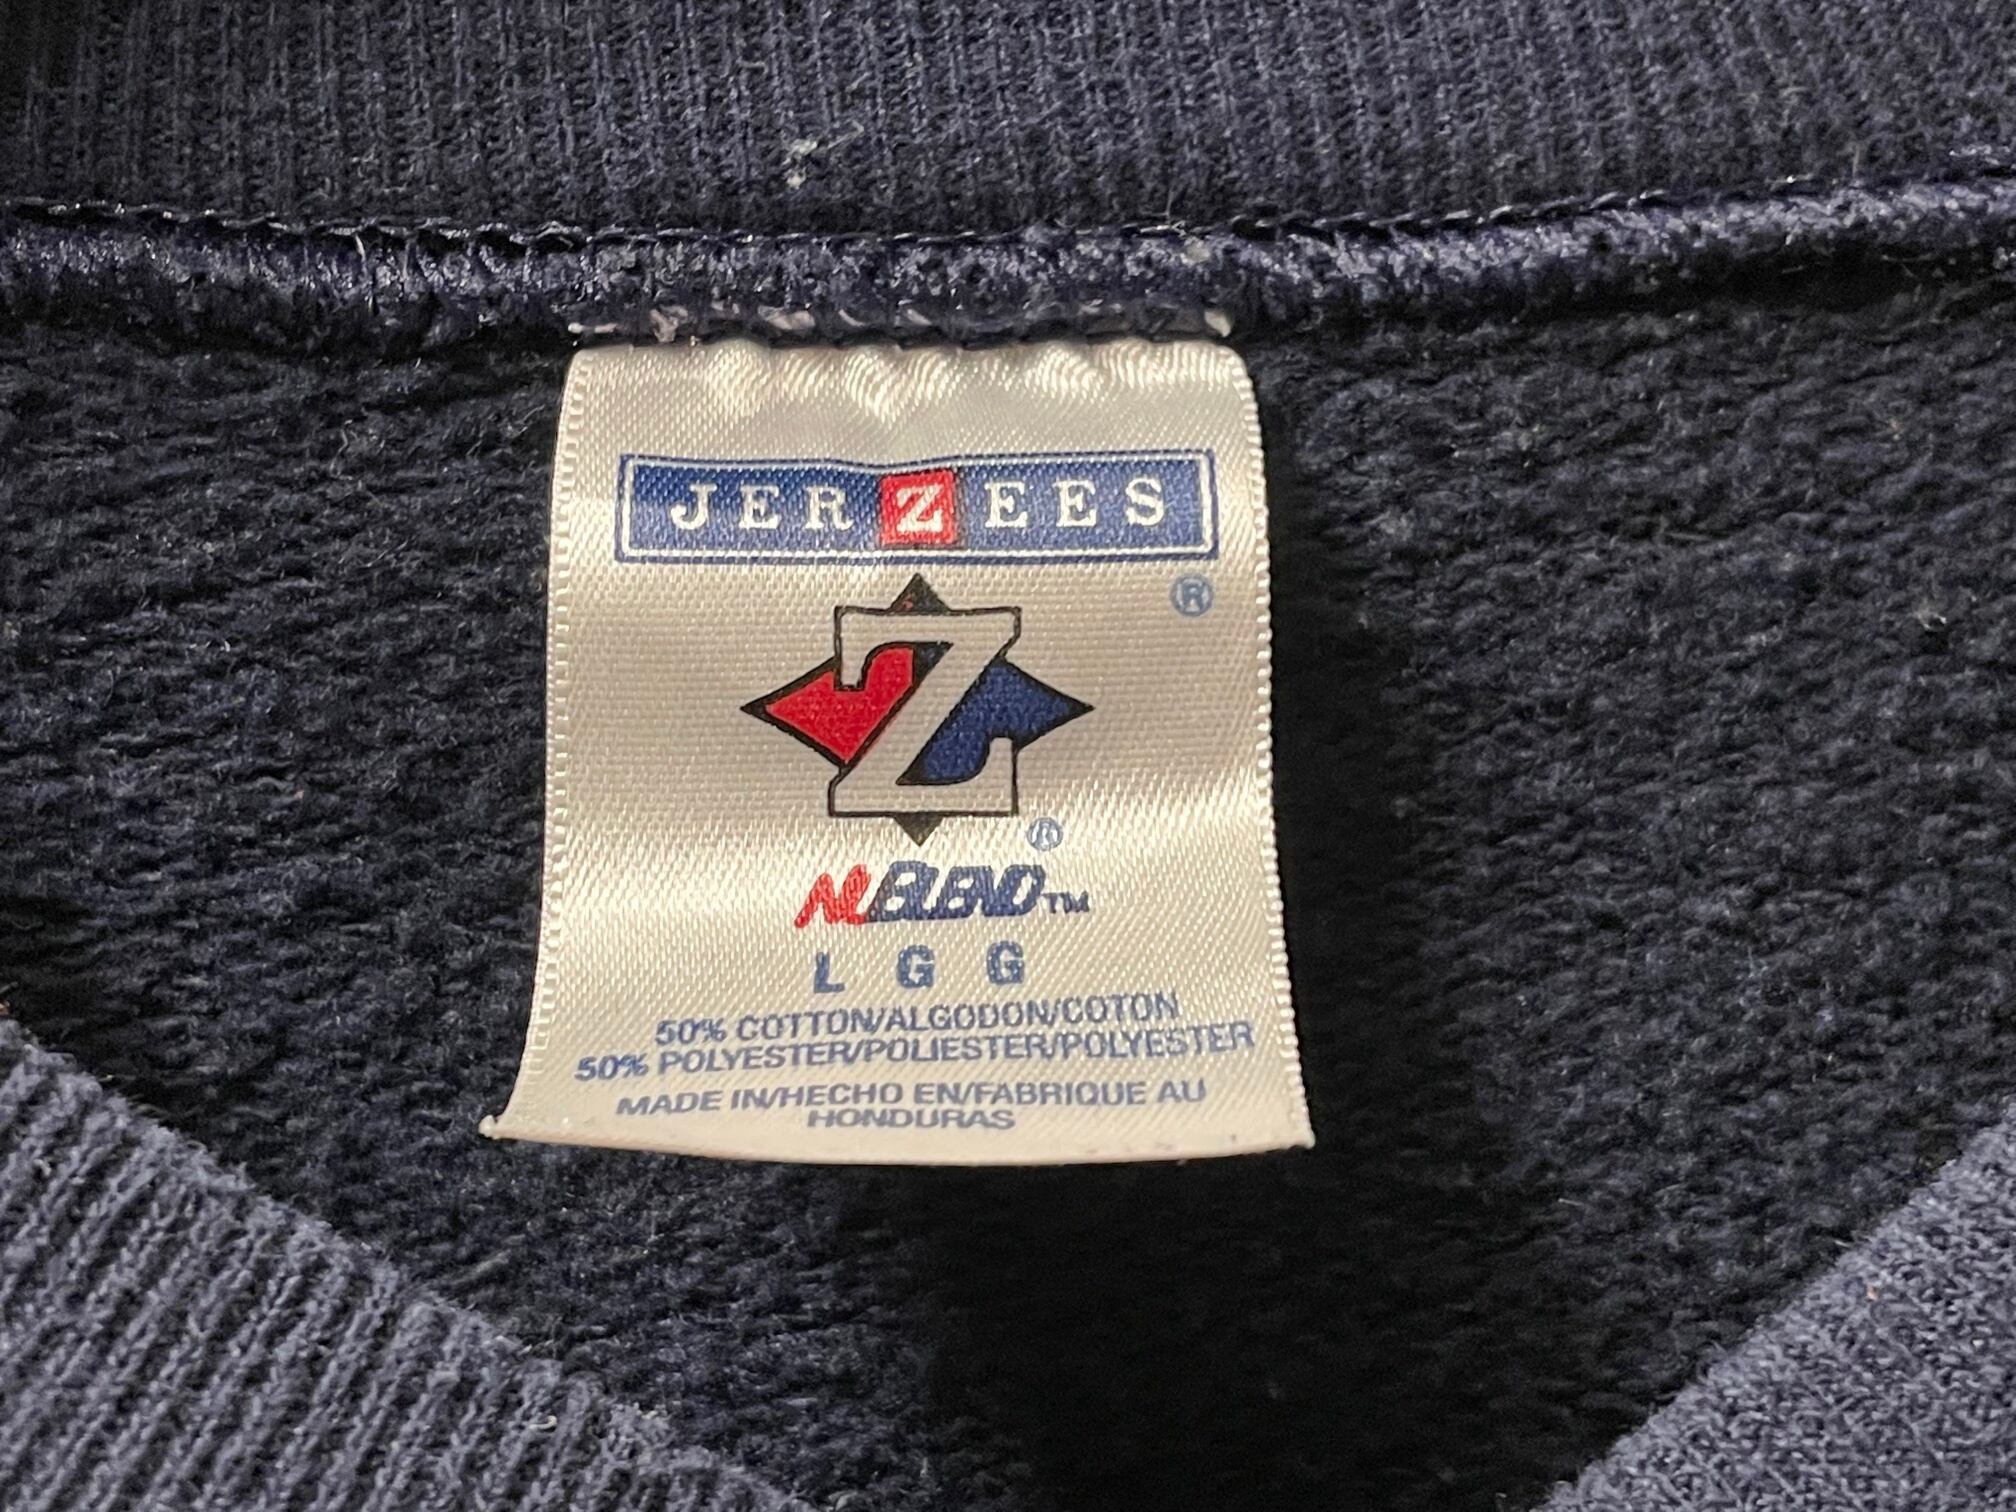 JERZEES
®
Z
®
NUBLEND™
L G G
50% COTTON/ALGODON/COTON
50% POLYESTER/POLIESTER/POLYESTER
MADE IN/HECHO EN/FABRIQUE AU
HONDURAS